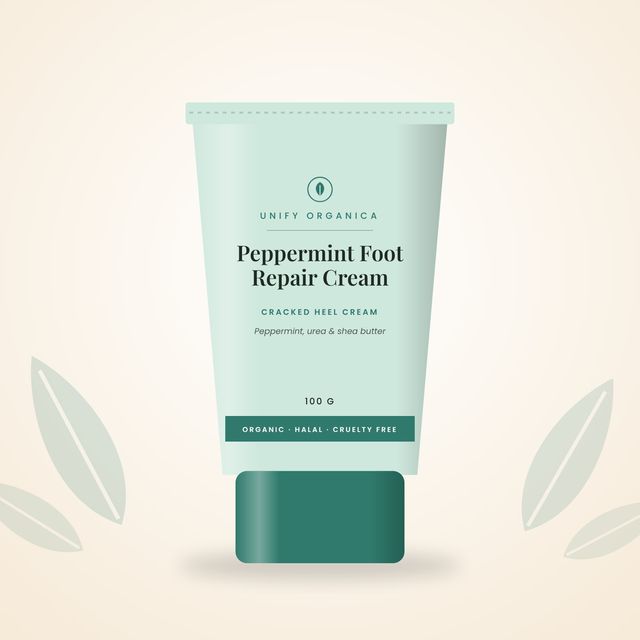 UNIFY ORGANICA
Peppermint Foot
Repair Cream
CRACKED HEEL CREAM
Peppermint, urea & shea butter
100 G
ORGANIC · HALAL · CRUELTY FREE